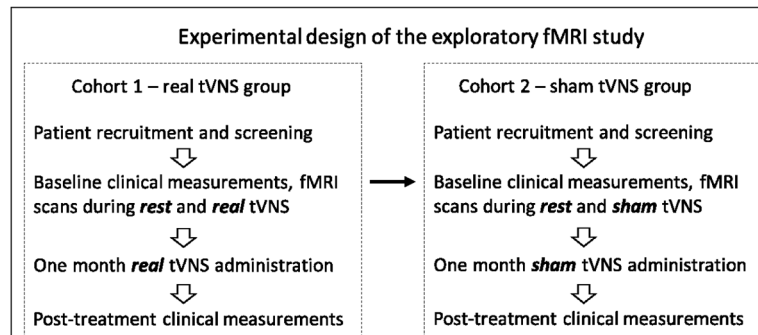 Experimental design of the exploratory fMRI study
Cohort 1 – real tVNS group
Patient recruitment and screening
Baseline clinical measurements, fMRI
scans during rest and real tVNS
One month real tVNS administration
Post-treatment clinical measurements
Cohort 2 – sham tVNS group
Patient recruitment and screening
Baseline clinical measurements, fMRI
scans during rest and sham tVNS
One month sham tVNS administration
Post-treatment clinical measurements